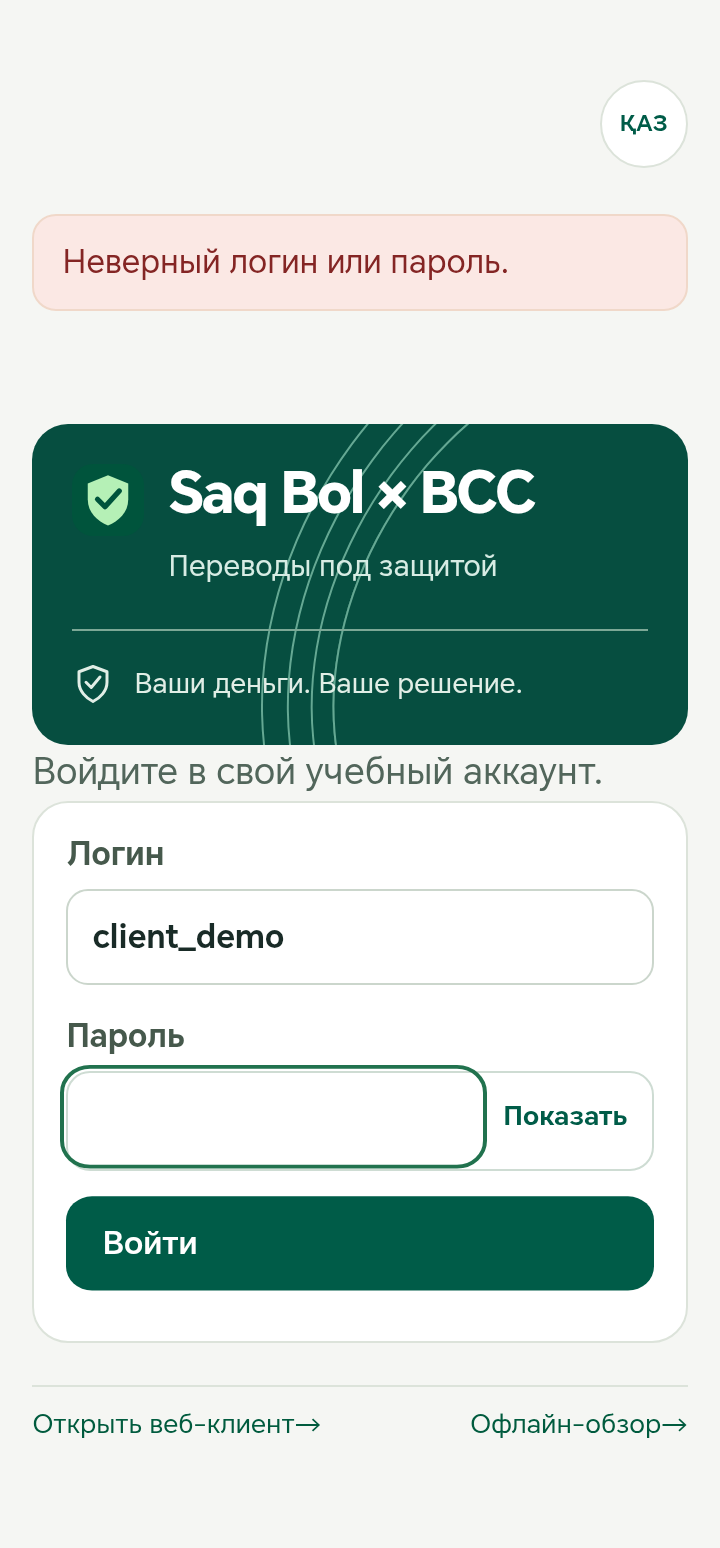 ҚАЗ
Неверный логин или пароль.
Saq Bol × BCC
Переводы под защитой
Ваши деньги. Ваше решение.
Войдите в свой учебный аккаунт.
Логин
client_demo
Пароль
Показать
Войти
Открыть веб-клиент→
Офлайн-обзор→